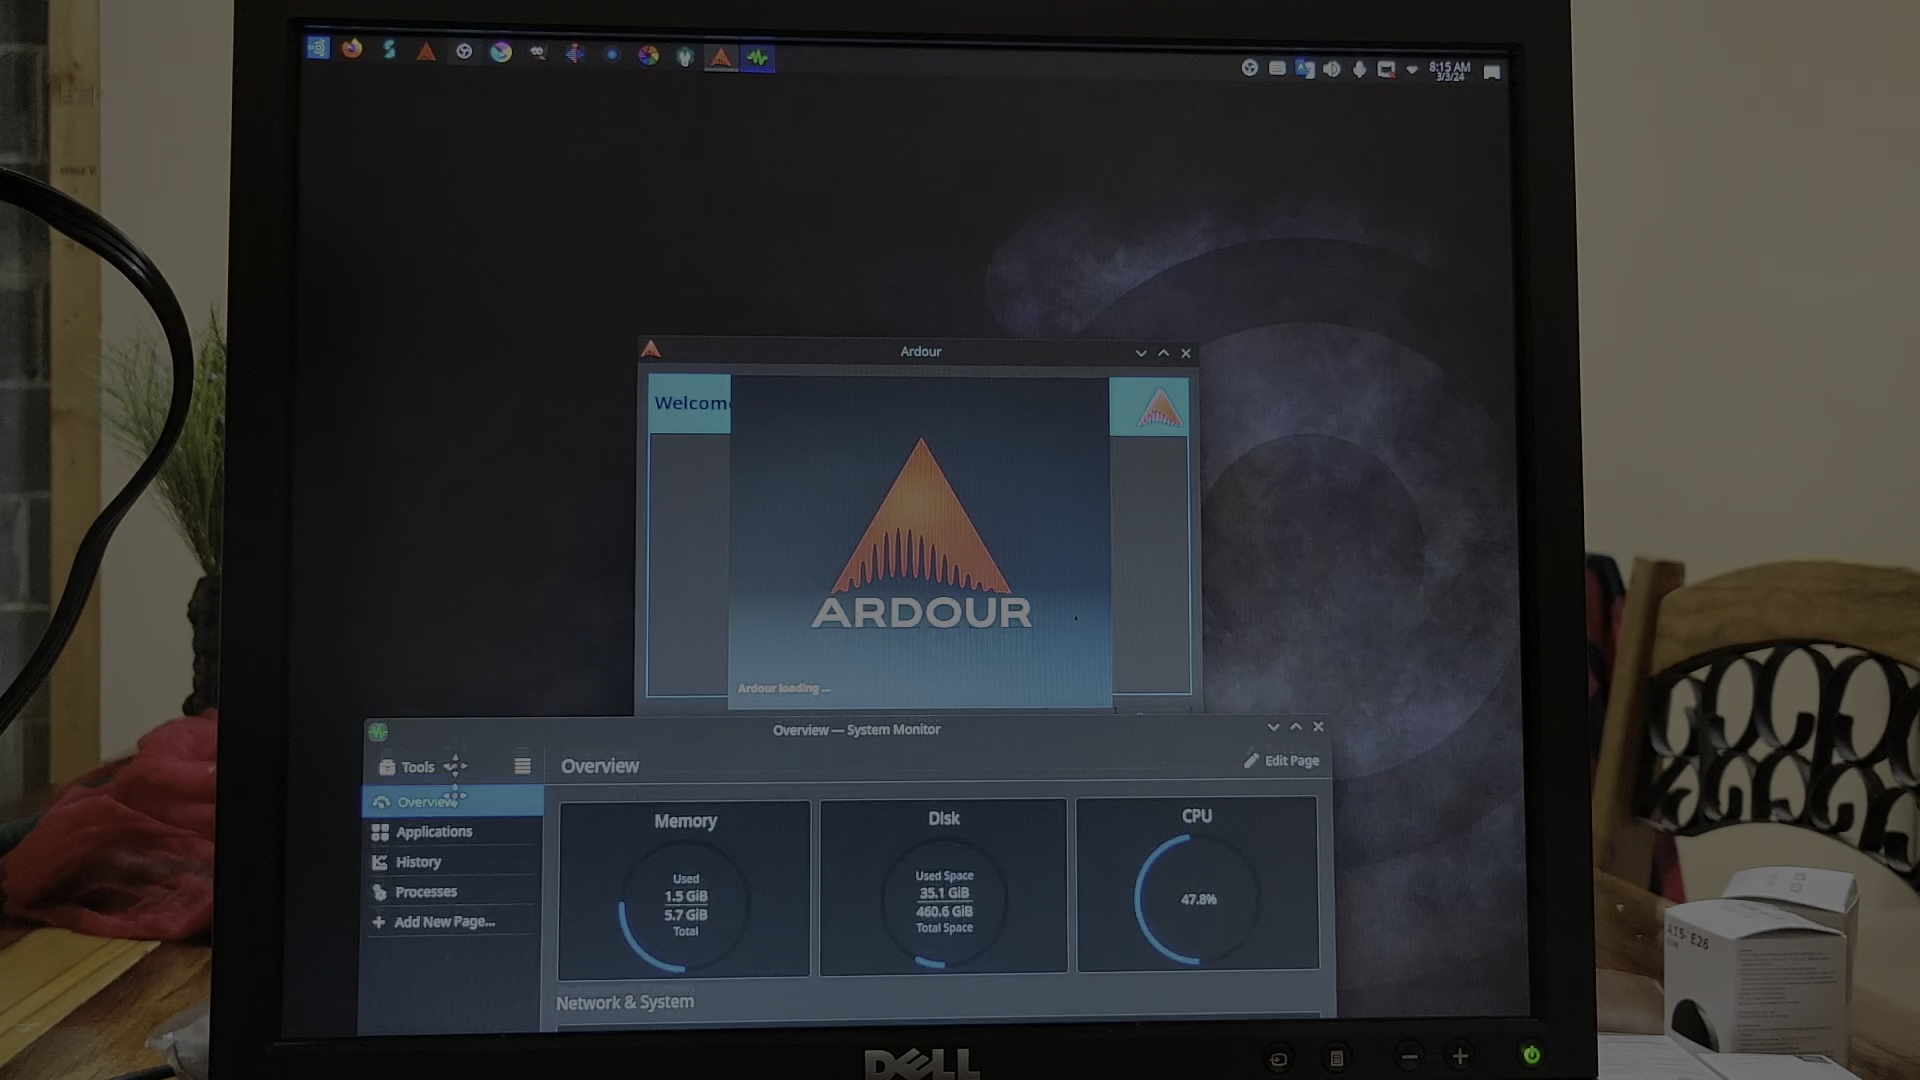 8:15 AM
3/3/24
Ardour
Welcom
ARDOUR
Ardour loading ...
Overview — System Monitor
Tools
Overview
Edit Page
Overview
Applications
History
Processes
Add New Page...
Memory
Used
1.5 GiB
5.7 GiB
Total
Disk
Used Space
35.1 GiB
460.6 GiB
Total Space
CPU
47.8%
Network & System
A15- E26
DELL